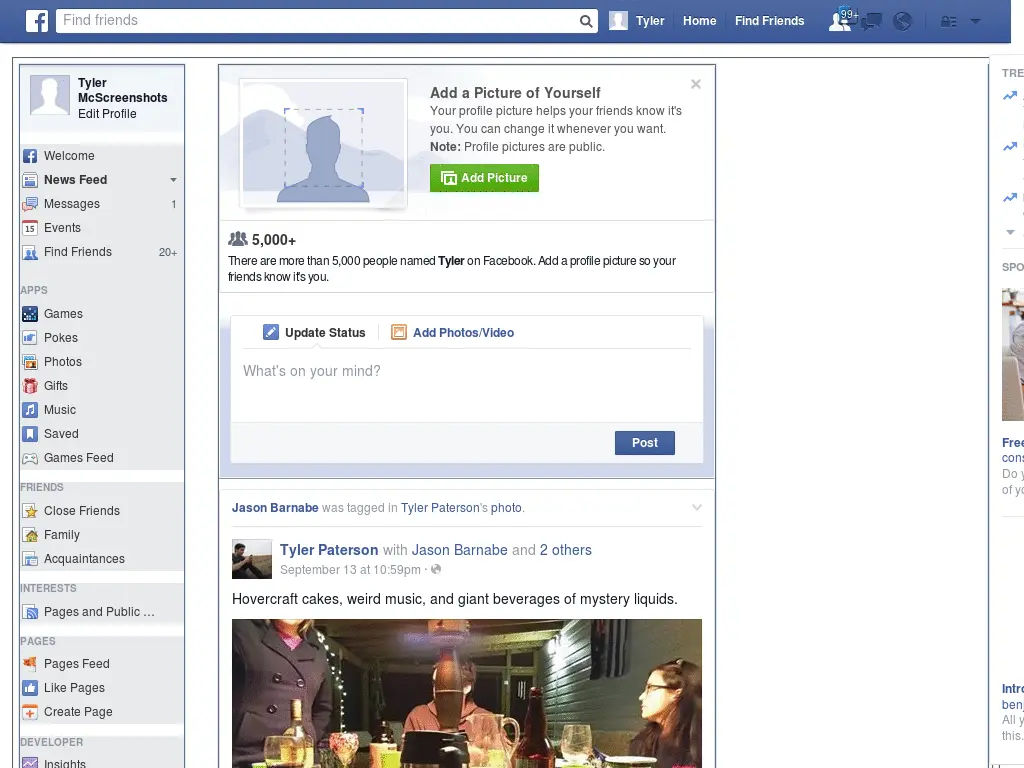 Find friends
Tyler
Home
Find Friends
99+
Tyler
McScreenshots
Edit Profile
Welcome
News Feed
Messages 1
Events
Find Friends 20+
APPS
Games
Pokes
Photos
Gifts
Music
Saved
Games Feed
FRIENDS
Close Friends
Family
Acquaintances
INTERESTS
Pages and Public ...
PAGES
Pages Feed
Like Pages
Create Page
DEVELOPER
Insights
Add a Picture of Yourself
Your profile picture helps your friends know it's
you. You can change it whenever you want.
Note: Profile pictures are public.
Add Picture
5,000+
There are more than 5,000 people named Tyler on Facebook. Add a profile picture so your
friends know it's you.
Update Status
Add Photos/Video
What's on your mind?
Post
Jason Barnabe was tagged in Tyler Paterson's photo.
Tyler Paterson with Jason Barnabe and 2 others
September 13 at 10:59pm ·
Hovercraft cakes, weird music, and giant beverages of mystery liquids.
TRE
SPO
Free
cons
Do y
of yo
Intro
benj
All y
this.